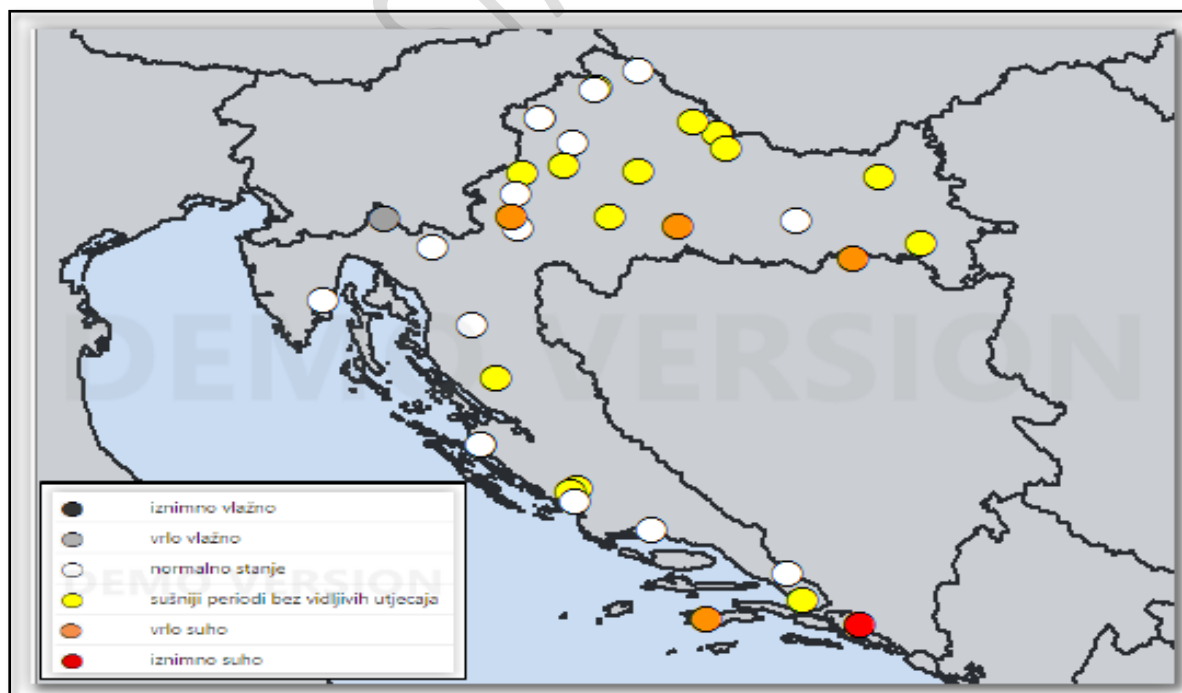 DEMO VERSION
iznimno vlažno
vrlo vlažno
normalno stanje
DEMO VERSION
sušniji periodi bez vidljivih utjecaja
vrlo suho
iznimno suho